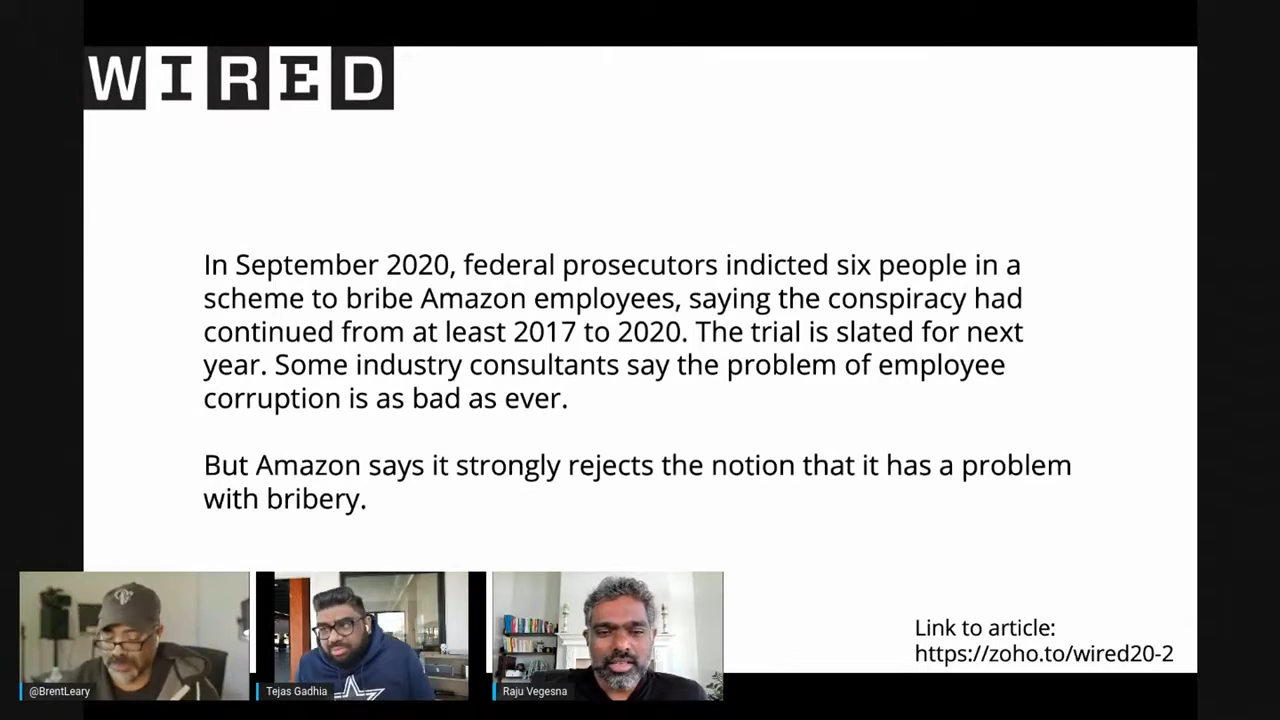 WIRED
In September 2020, federal prosecutors indicted six people in a
scheme to bribe Amazon employees, saying the conspiracy had
continued from at least 2017 to 2020. The trial is slated for next
year. Some industry consultants say the problem of employee
corruption is as bad as ever.
But Amazon says it strongly rejects the notion that it has a problem
with bribery.
Link to article:
https://zoho.to/wired20-2
@BrentLeary
Tejas Gadhia
Raju Vegesna